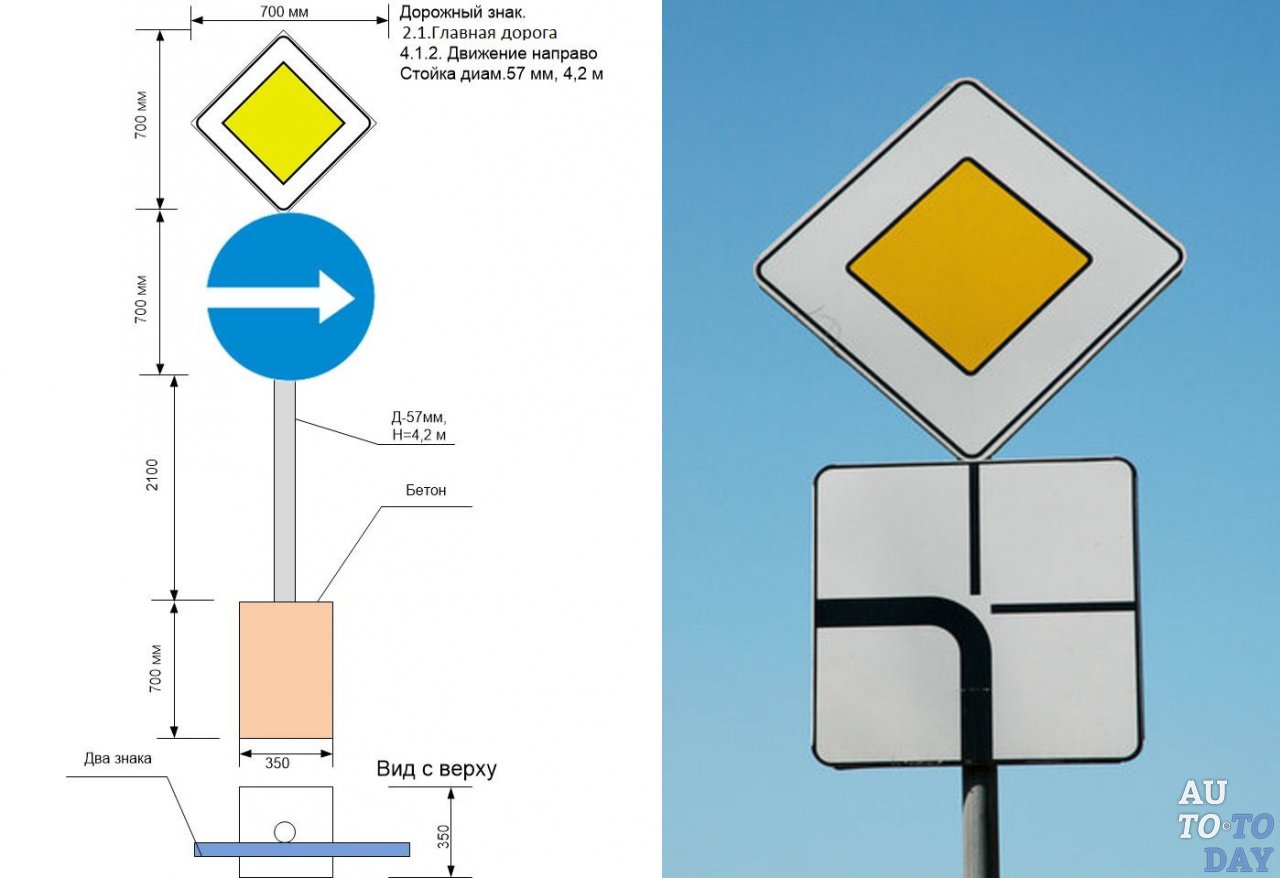 700 мм
Дорожный знак.
2.1.Главная дорога
4.1.2. Движение направо
Стойка диам.57 мм, 4,2 м
700 мм
700 мм
Д-57мм,
Н=4,2 м
2100
Бетон
700 мм
350
Два знака
Вид с верху
350
AU
TO TO
DAY